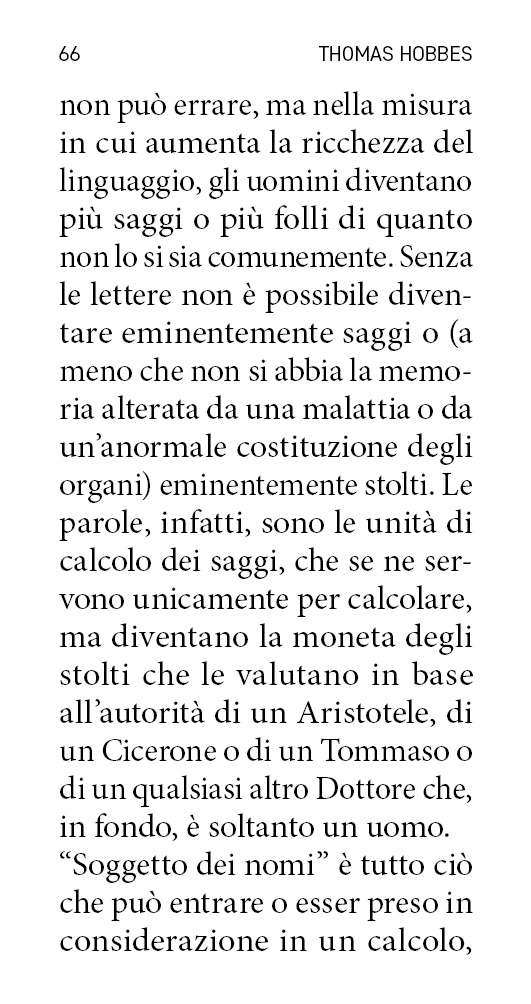 66 THOMAS HOBBES
non può errare, ma nella misura
in cui aumenta la ricchezza del
linguaggio, gli uomini diventano
più saggi o più folli di quanto
non lo si sia comunemente. Senza
le lettere non è possibile diven-
tare eminentemente saggi o (a
meno che non si abbia la memo-
ria alterata da una malattia o da
un’anormale costituzione degli
organi) eminentemente stolti. Le
parole, infatti, sono le unità di
calcolo dei saggi, che se ne ser-
vono unicamente per calcolare,
ma diventano la moneta degli
stolti che le valutano in base
all’autorità di un Aristotele, di
un Cicerone o di un Tommaso o
di un qualsiasi altro Dottore che,
in fondo, è soltanto un uomo.
“Soggetto dei nomi” è tutto ciò
che può entrare o esser preso in
considerazione in un calcolo,